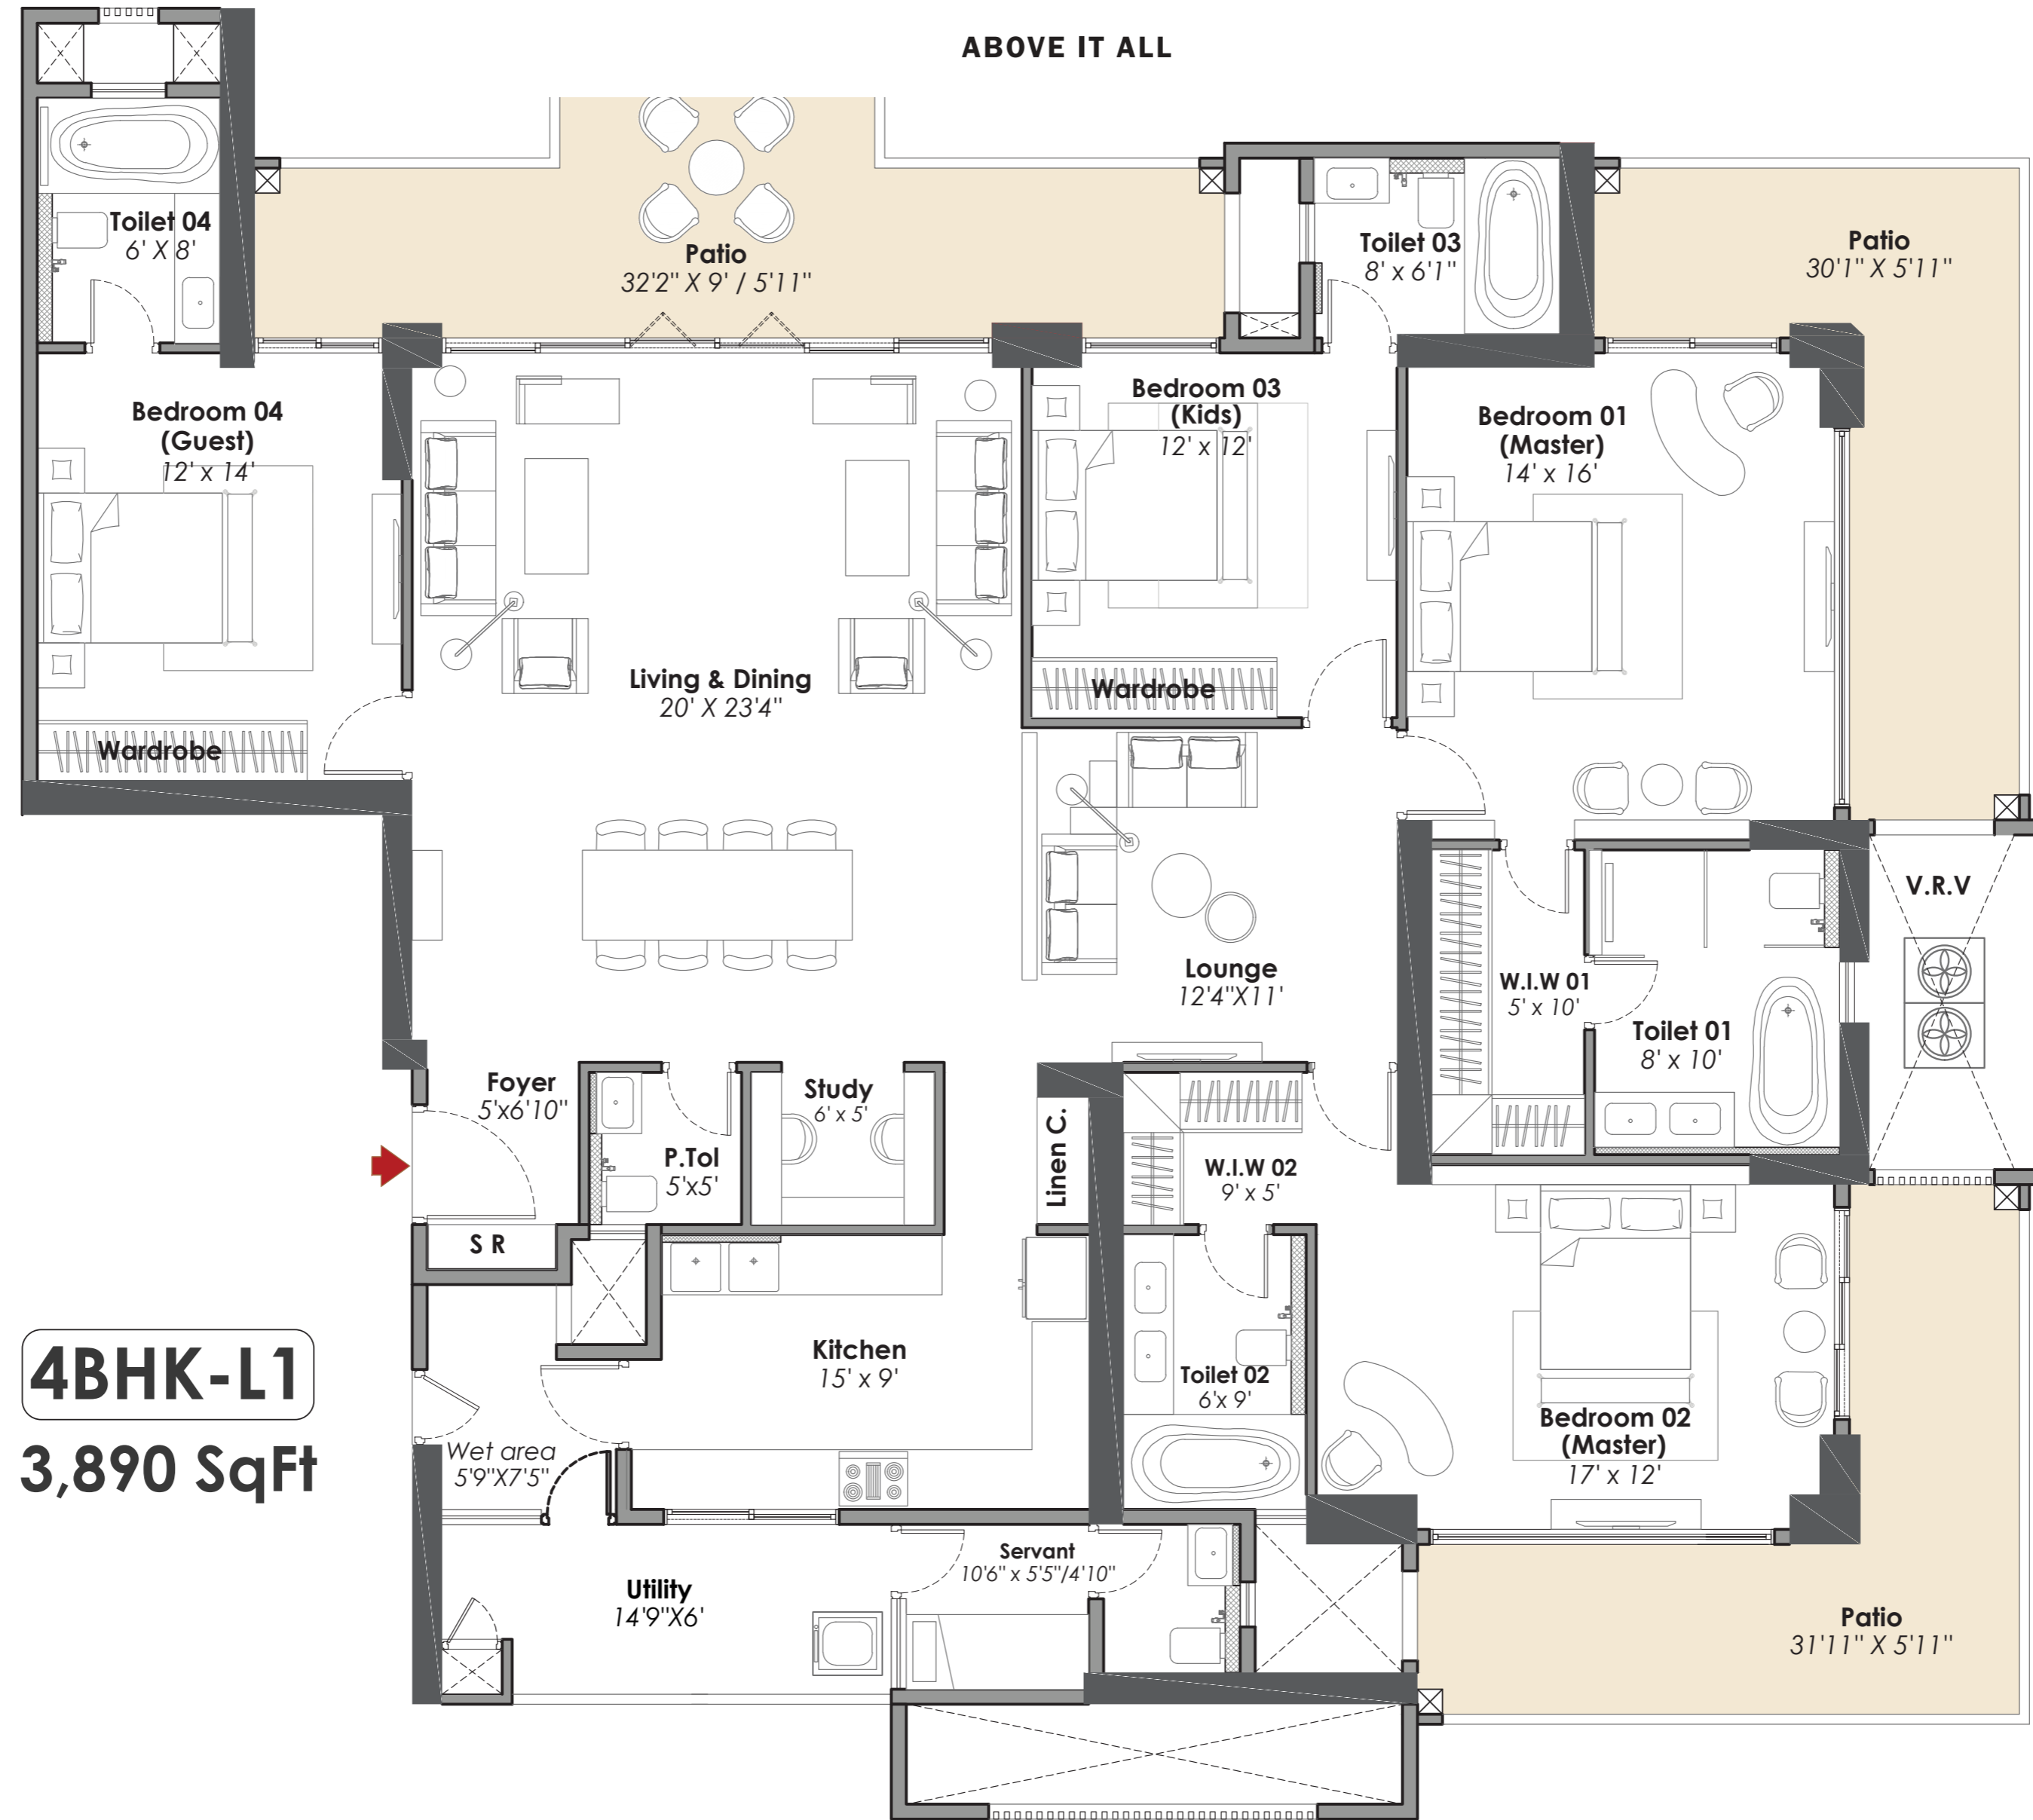 ABOVE IT ALL
Toilet 04
6' X 8'
Patio
32'2" X 9' / 5'11"
Toilet 03
8' x 6'1"
Patio
30'1" X 5'11"
Bedroom 04
(Guest)
12' x 14'
Bedroom 03
(Kids)
12' x 12'
Bedroom 01
(Master)
14' x 16'
Living & Dining
20' X 23'4"
Wardrobe
Wardrobe
V.R.V
Lounge
12'4"X11'
W.I.W 01
5' x 10'
Toilet 01
8' x 10'
Foyer
5'x6'10"
Study
6' x 5'
P.Tol
5'x5'
Linen C.
W.I.W 02
9' x 5'
S R
Kitchen
15' x 9'
4BHK-L1
3,890 SqFt
Toilet 02
6'x 9'
Bedroom 02
(Master)
17' x 12'
Wet area
5'9"X7'5"
Servant
10'6" x 5'5"/4'10"
Utility
14'9"X6'
Patio
31'11" X 5'11"